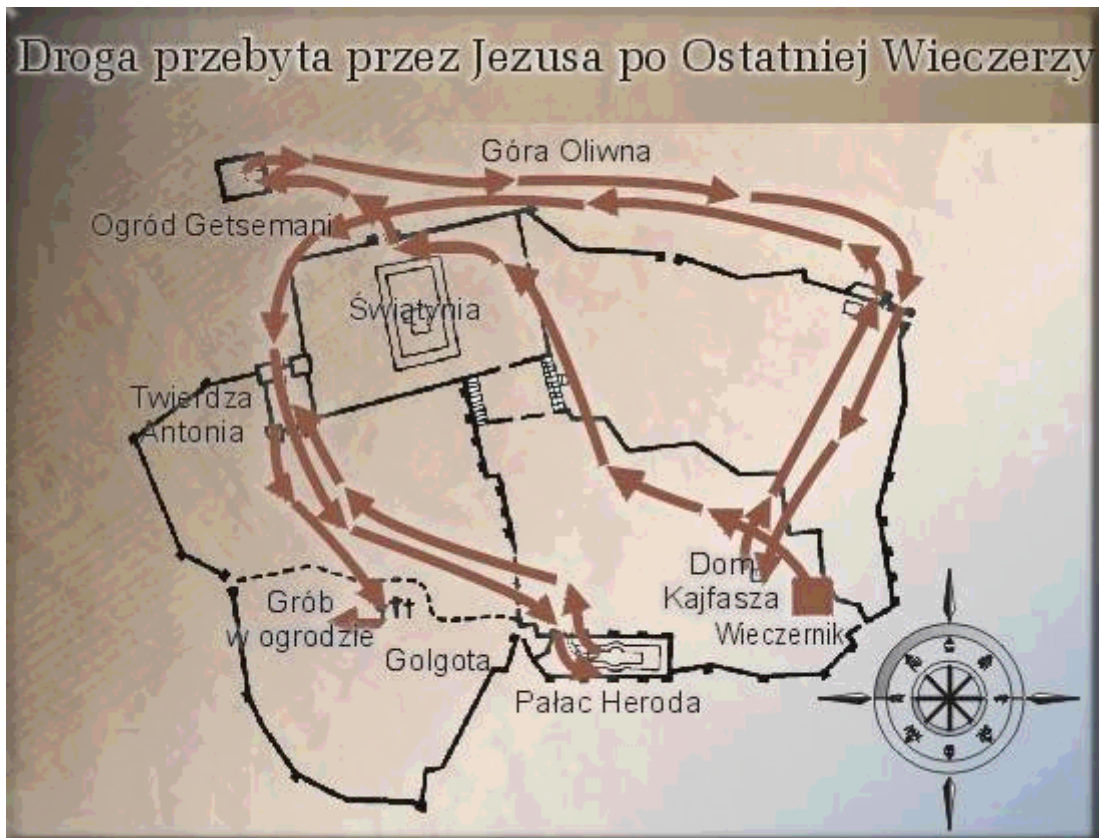 Droga przebyta przez Jezusa po Ostatniej Wieczerzy
Góra Oliwna
Ogród Getsemani
Świątynia
Twierdza
Antonia
Dom
Kajfasza
Grób
w ogrodzie
Wieczernik
Golgota
Pałac Heroda